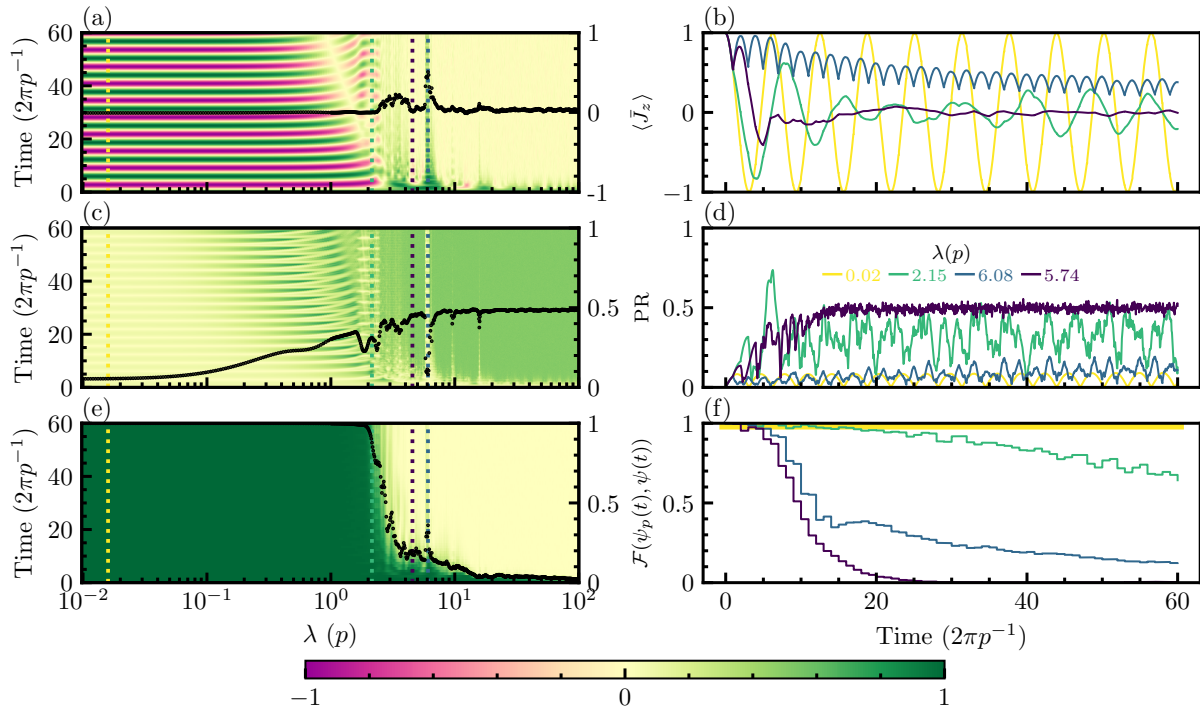 (a)
Time (2πp⁻¹)
60
40
20
0
1
0
-1
(b)
⟨J̄_z⟩
1
0
−1
(c)
Time (2πp⁻¹)
60
40
20
0
1
0.5
0
(d)
PR
1
0.5
0
λ(p)
0.02 2.15 6.08 5.74
(e)
Time (2πp⁻¹)
60
40
20
0
1
0.5
0
10⁻² 10⁻¹ 10⁰ 10¹ 10²
λ (p)
(f)
ℱ(ψ_p(t), ψ(t))
1
0.5
0
0 20 40 60
Time (2πp⁻¹)
−1 0 1